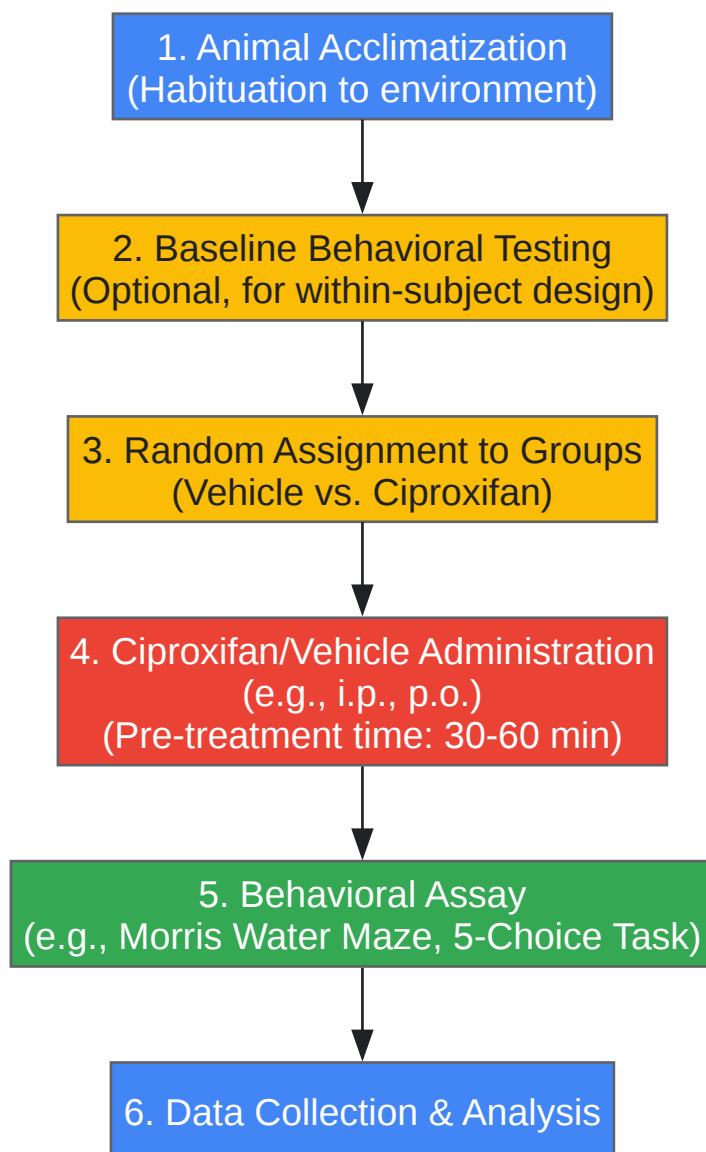 1. Animal Acclimatization
(Habituation to environment)
2. Baseline Behavioral Testing
(Optional, for within-subject design)
3. Random Assignment to Groups
(Vehicle vs. Ciproxifan)
4. Ciproxifan/Vehicle Administration
(e.g., i.p., p.o.)
(Pre-treatment time: 30-60 min)
5. Behavioral Assay
(e.g., Morris Water Maze, 5-Choice Task)
6. Data Collection & Analysis